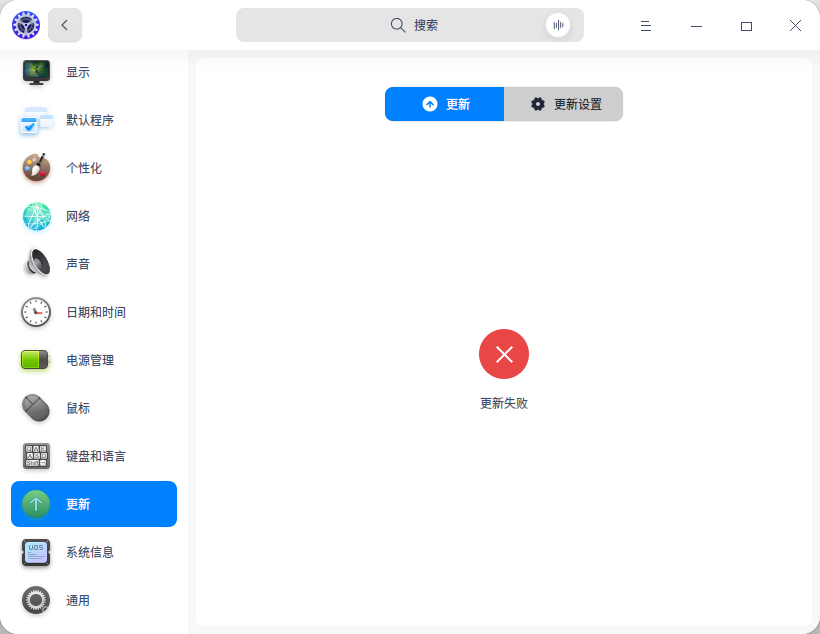 搜索
显示
默认程序
个性化
网络
声音
日期和时间
电源管理
鼠标
键盘和语言
更新
系统信息
通用
更新
更新设置
更新失败
UOS